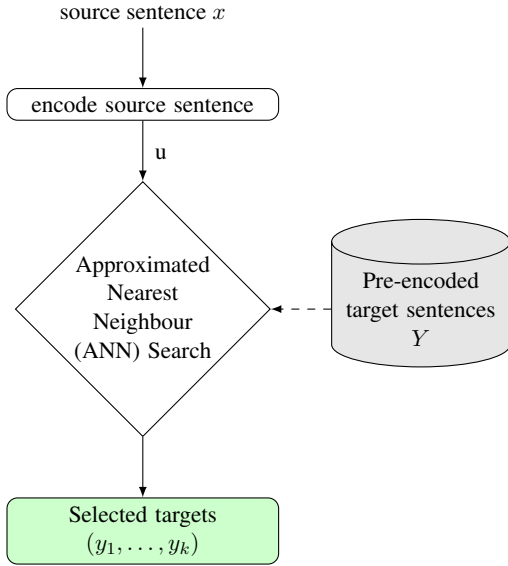 source sentence x
encode source sentence
u
Approximated
Nearest
Neighbour
(ANN) Search
Pre-encoded
target sentences
Y
Selected targets
(y₁, . . . , yₖ)